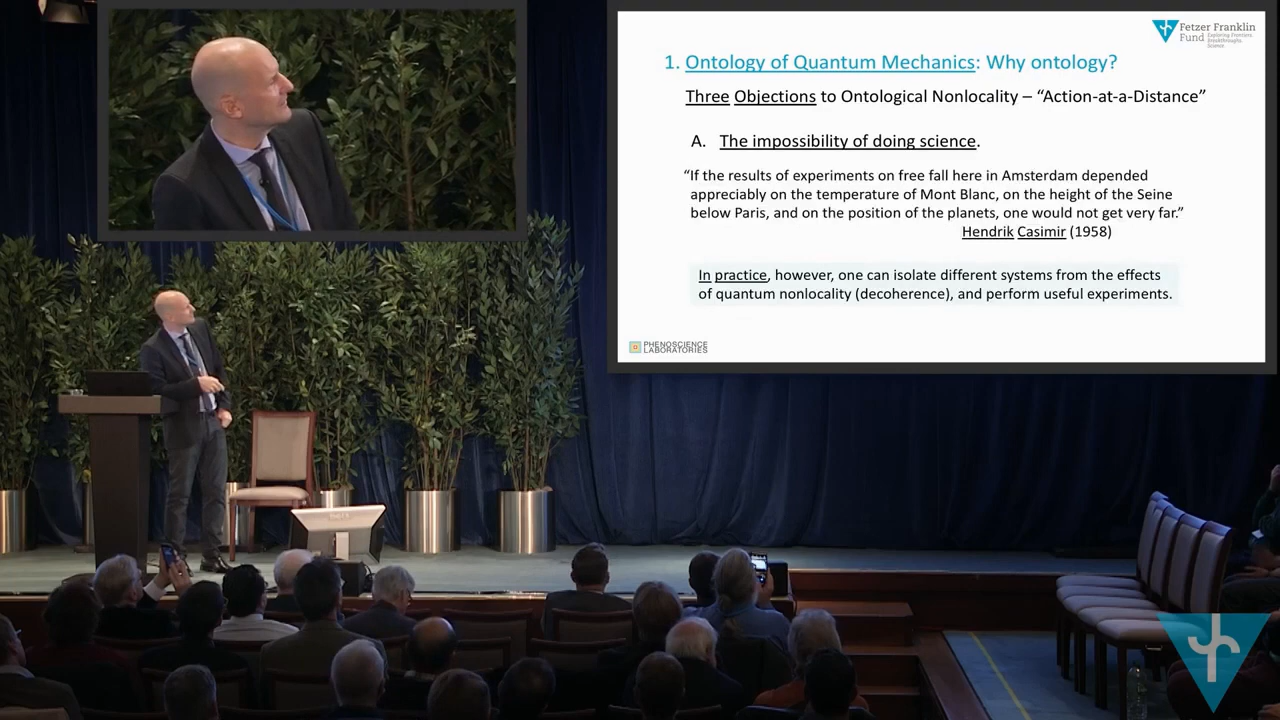 Fetzer Franklin
Fund
Exploring Frontiers.
Breakthroughs.
Science.
1. Ontology of Quantum Mechanics: Why ontology?
Three Objections to Ontological Nonlocality – “Action-at-a-Distance”
A. The impossibility of doing science.
“If the results of experiments on free fall here in Amsterdam depended
appreciably on the temperature of Mont Blanc, on the height of the Seine
below Paris, and on the position of the planets, one would not get very far.”
Hendrik Casimir (1958)
In practice, however, one can isolate different systems from the effects
of quantum nonlocality (decoherence), and perform useful experiments.
PHENOSCIENCE
LABORATORIES